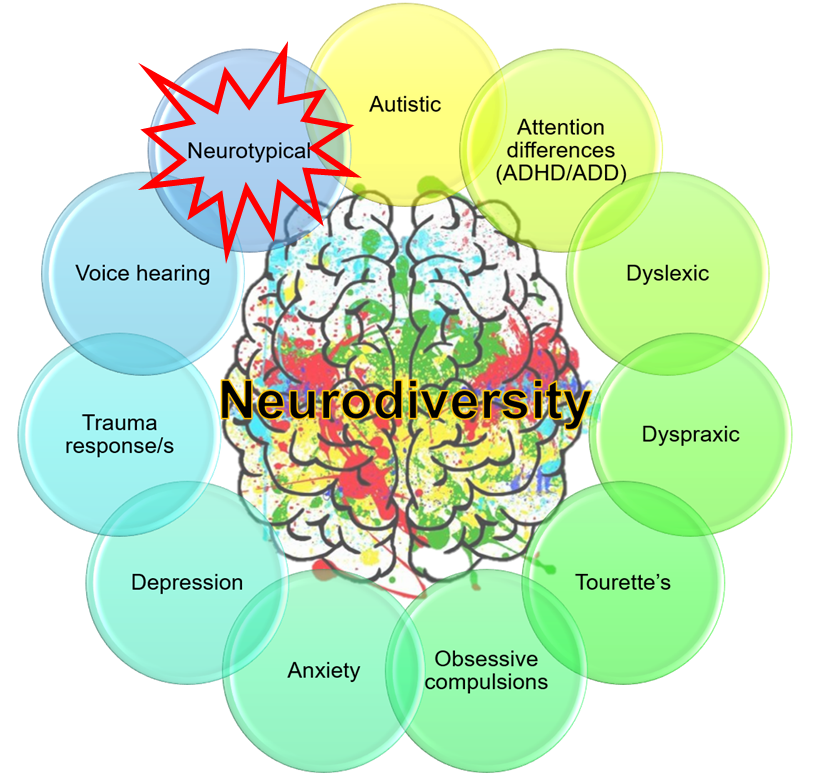 Autistic
Attention
differences
(ADHD/ADD)
Neurotypical
Voice hearing
Dyslexic
Neurodiversity
Trauma
response/s
Dyspraxic
Depression
Tourette’s
Anxiety
Obsessive
compulsions